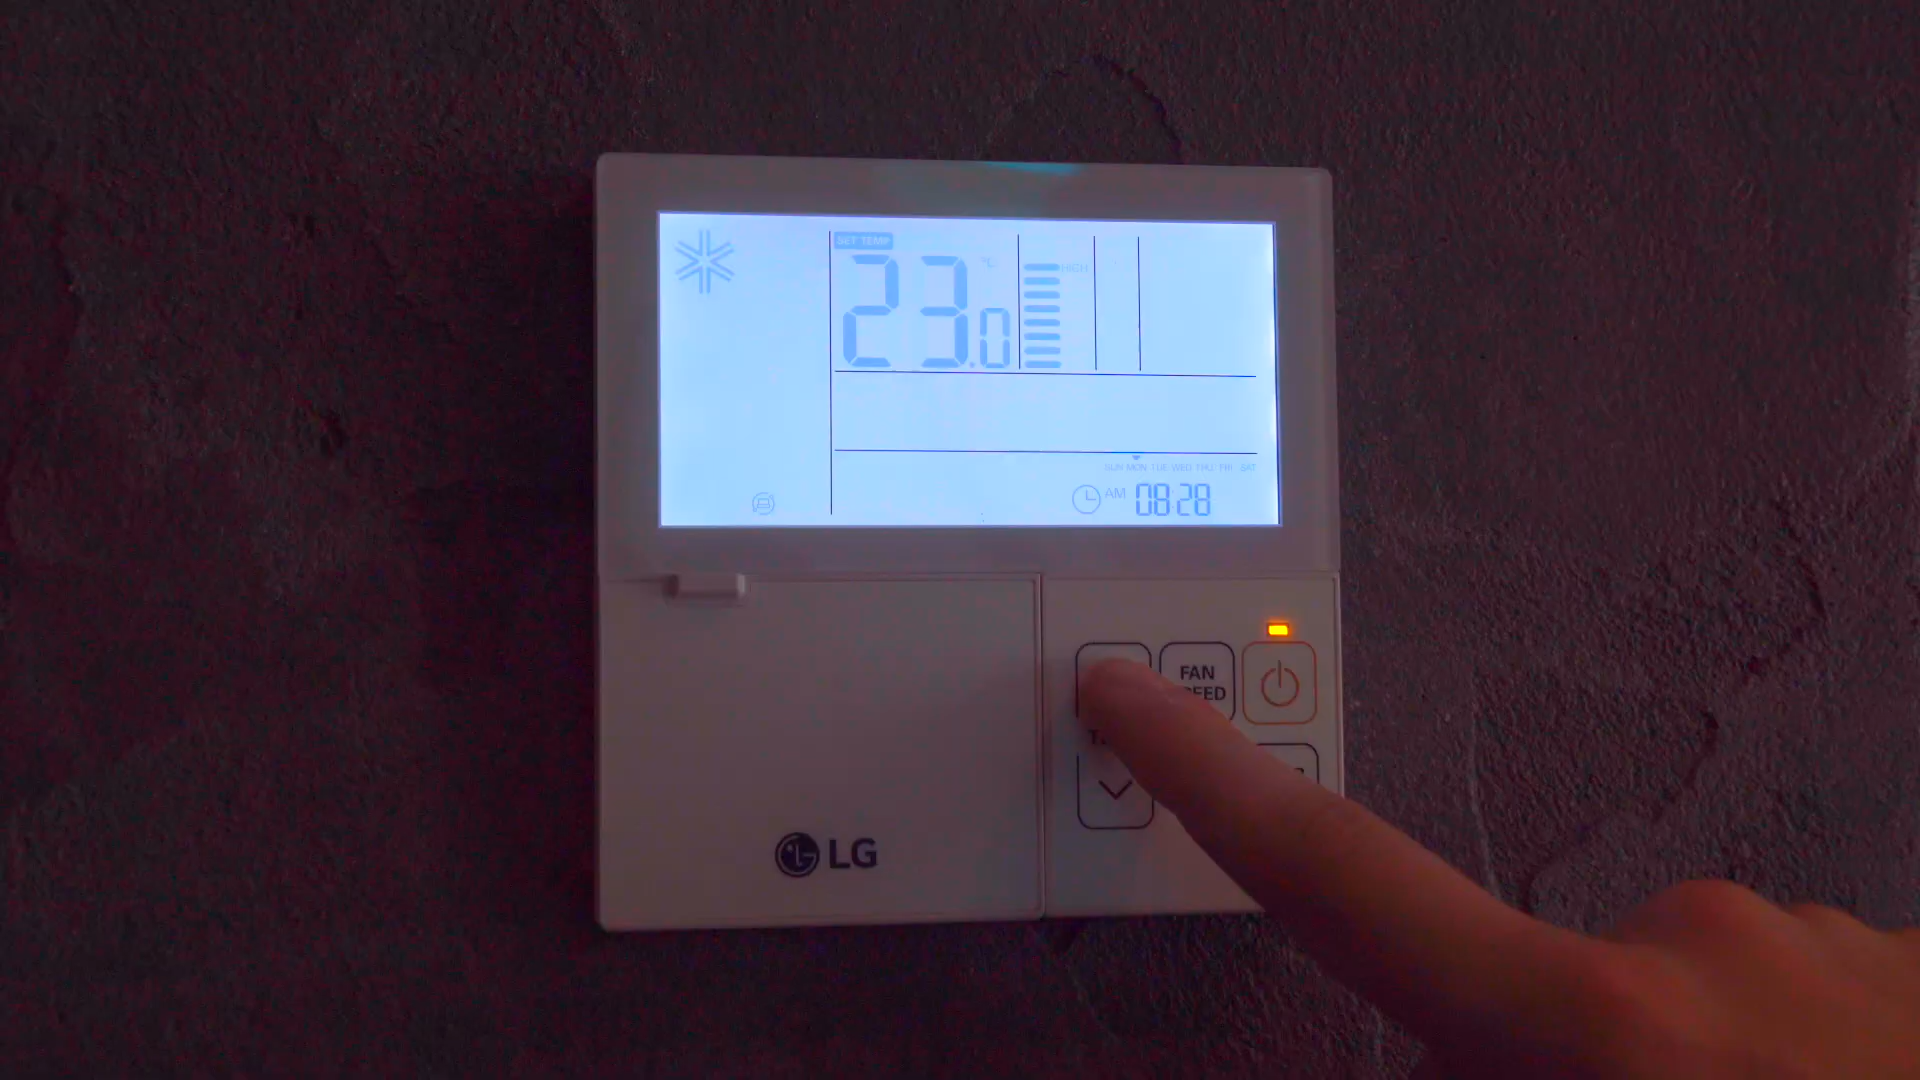 SET TEMP
23.0 °C
HIGH
SUN MON TUE WED THU FRI SAT
AM 08:28
FAN
LG